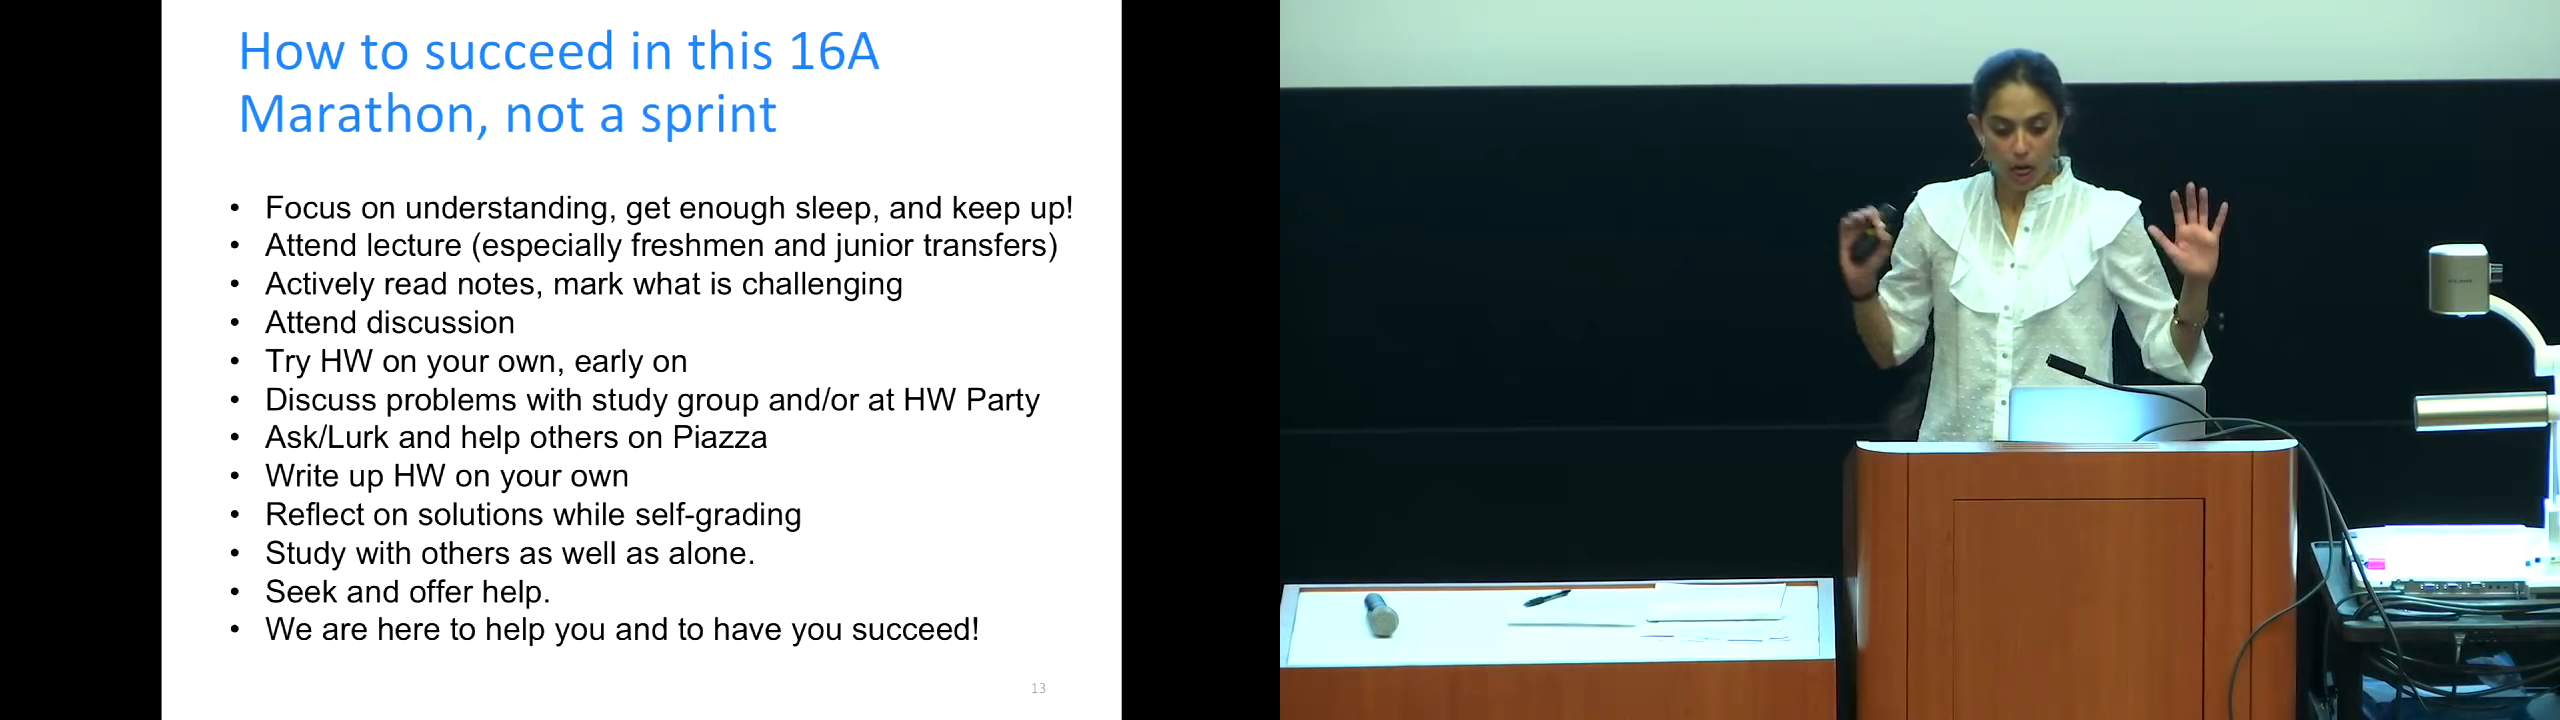 How to succeed in this 16A
Marathon, not a sprint
• Focus on understanding, get enough sleep, and keep up!
• Attend lecture (especially freshmen and junior transfers)
• Actively read notes, mark what is challenging
• Attend discussion
• Try HW on your own, early on
• Discuss problems with study group and/or at HW Party
• Ask/Lurk and help others on Piazza
• Write up HW on your own
• Reflect on solutions while self-grading
• Study with others as well as alone.
• Seek and offer help.
• We are here to help you and to have you succeed!
13